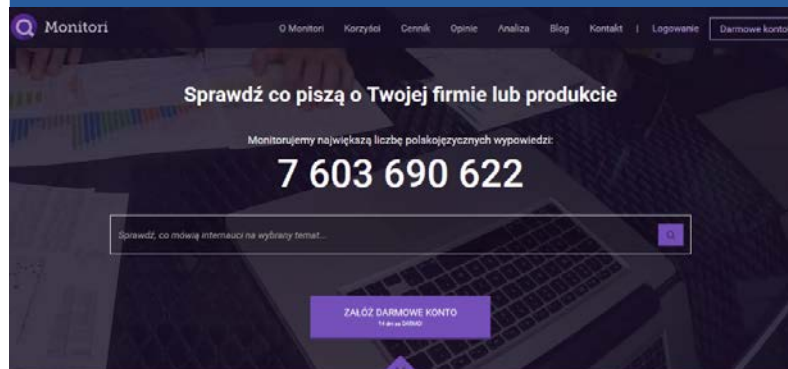 Monitori
O Monitori Korzyści Cennik Opinie Analiza Blog Kontakt | Logowanie Darmowe konto
Sprawdź co piszą o Twojej firmie lub produkcie
Monitorujemy największą liczbę polskojęzycznych wypowiedzi:
7 603 690 622
Sprawdź, co mówią internauci na wybrany temat...
ZAŁÓŻ DARMOWE KONTO
14 dni za DARMO!